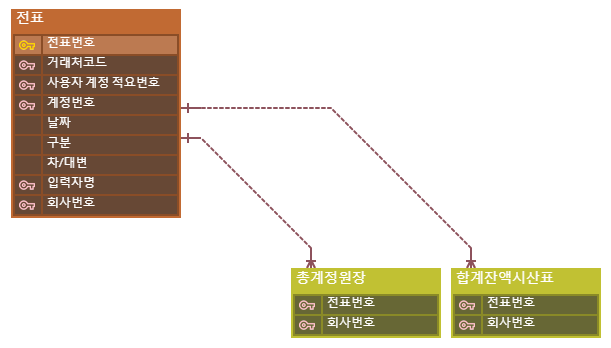 전표
전표번호
거래처코드
사용자 계정 적요번호
계정번호
날짜
구분
차/대변
입력자명
회사번호
총계정원장
전표번호
회사번호
합계잔액시산표
전표번호
회사번호